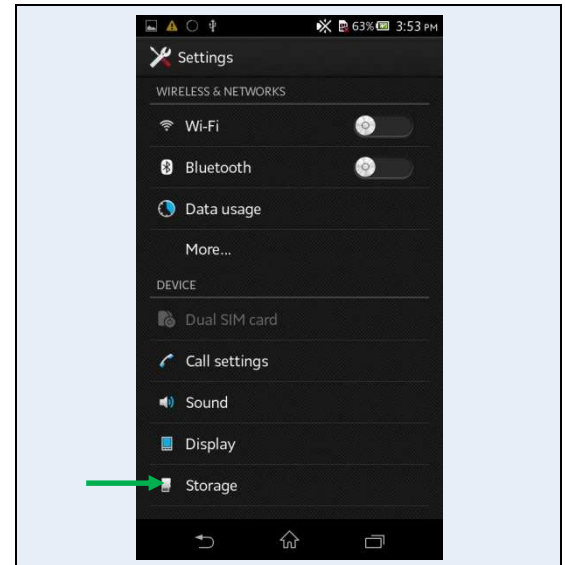 63% 3:53 PM
Settings
WIRELESS & NETWORKS
Wi-Fi
Bluetooth
Data usage
More...
DEVICE
Dual SIM card
Call settings
Sound
Display
Storage